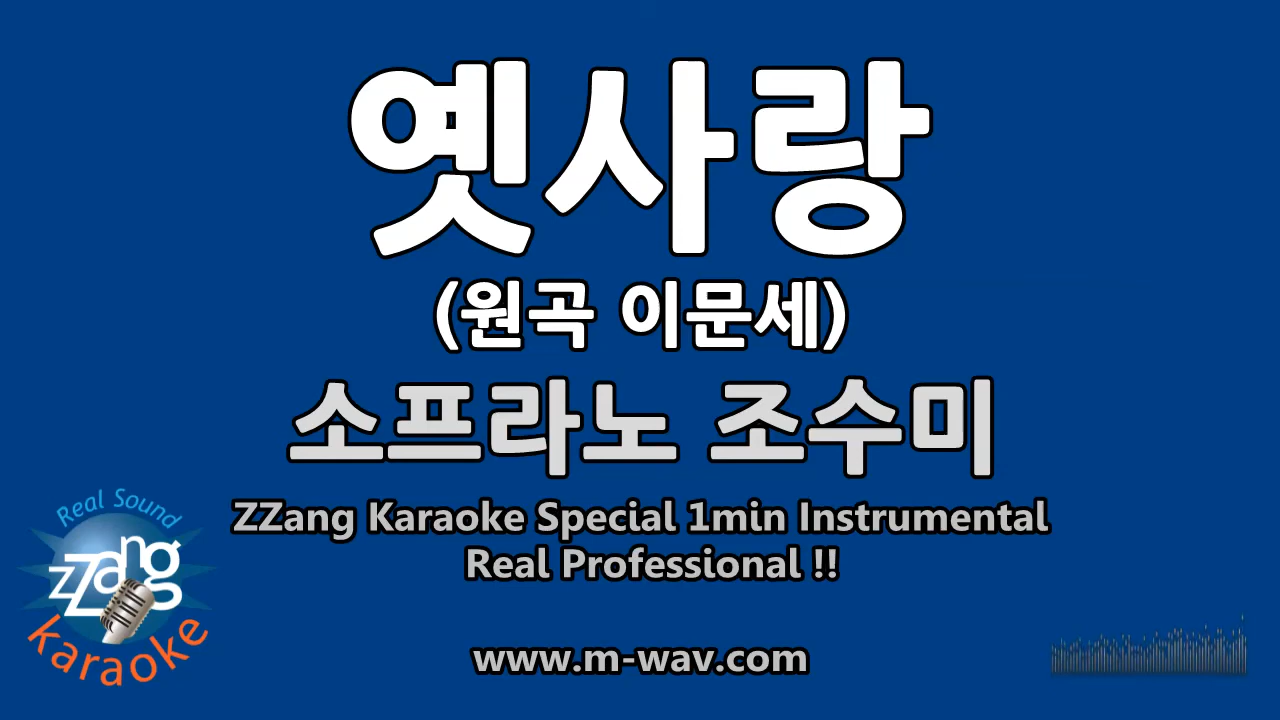 옛사랑
(원곡 이문세)
소프라노 조수미
ZZang Karaoke Special 1min Instrumental
Real Professional !!
Real Sound
zZang
karaoke
www.m-wav.com